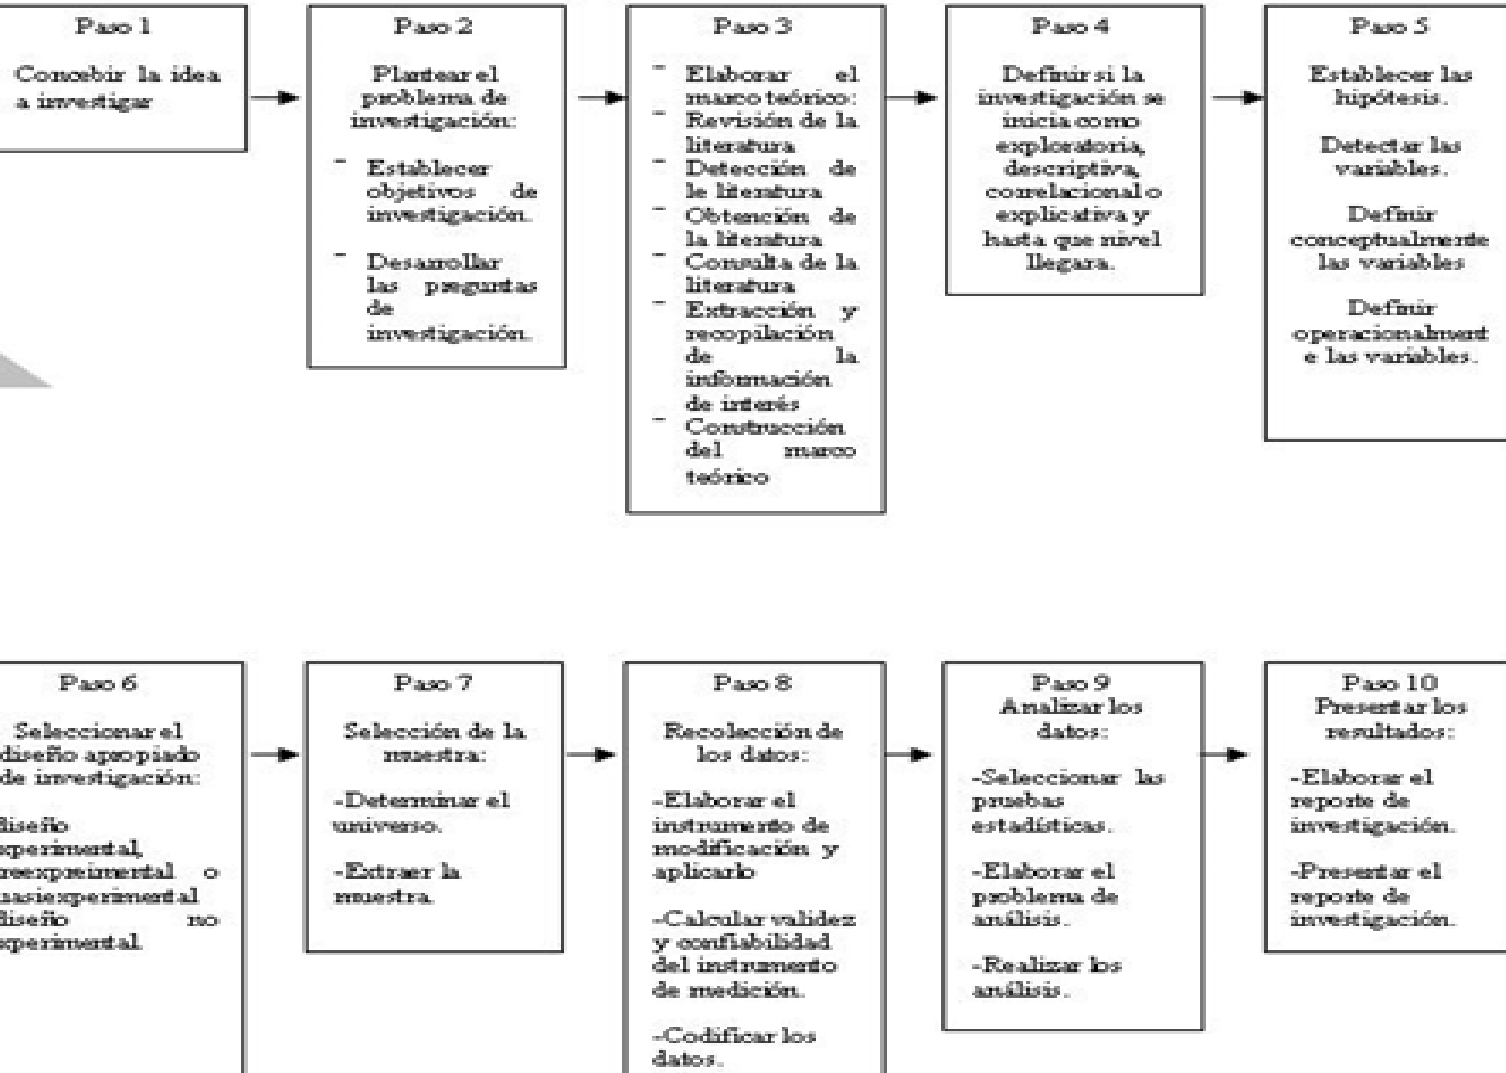 Paso 1
Concebir la idea
a investigar
Paso 2
Plantear el
problema de
investigación:
- Establecer
objetivos de
investigación.
- Desarrollar
las preguntas
de
investigación.
Paso 3
- Elaborar el
marco teórico:
- Revisión de la
literatura
- Detección de
le literatura
- Obtención de
la literatura
- Consulta de la
literatura
- Extracción y
recopilación
de la
información
de interés
- Construcción
del marco
teórico
Paso 4
Definir si la
investigación se
inicia como
exploratoria,
descriptiva,
correlacional o
explicativa y
hasta que nivel
llegara.
Paso 5
Establecer las
hipótesis.
Detectar las
variables.
Definir
conceptualmente
las variables
Definir
operacionalment
e las variables.
Paso 6
Seleccionar el
diseño apropiado
de investigación:
diseño
xperimental,
reexpreimental o
uasiexperimental
diseño no
xperimental.
Paso 7
Selección de la
muestra:
-Determinar el
universo.
-Extraer la
muestra.
Paso 8
Recolección de
los datos:
-Elaborar el
instrumento de
modificación y
aplicarlo
-Calcular validez
y confiabilidad
del instrumento
de medición.
-Codificar los
datos.
Paso 9
Analizar los
datos:
-Seleccionar las
pruebas
estadísticas.
-Elaborar el
problema de
análisis.
-Realizar los
análisis.
Paso 10
Presentar los
resultados:
-Elaborar el
reporte de
investigación.
-Presentar el
reporte de
investigación.